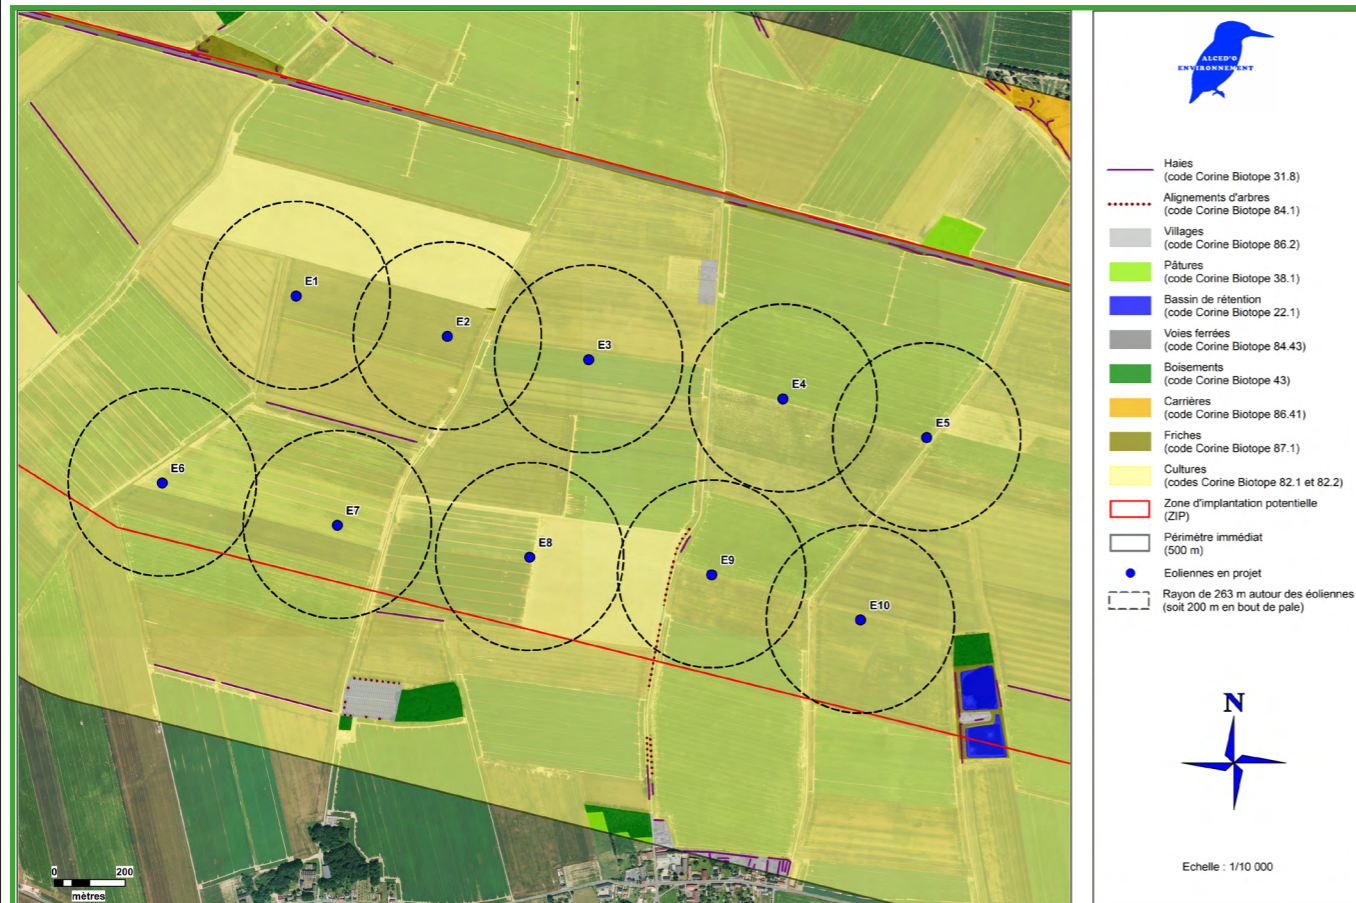 ALCED'O
ENVIRONNEMENT
Haies
(code Corine Biotope 31.8)
Alignements d'arbres
(code Corine Biotope 84.1)
Villages
(code Corine Biotope 86.2)
Pâtures
(code Corine Biotope 38.1)
Bassin de rétention
(code Corine Biotope 22.1)
Voies ferrées
(code Corine Biotope 84.43)
Boisements
(code Corine Biotope 43)
Carrières
(code Corine Biotope 86.41)
Friches
(code Corine Biotope 87.1)
Cultures
(codes Corine Biotope 82.1 et 82.2)
Zone d'implantation potentielle
(ZIP)
Périmètre immédiat
(500 m)
Eoliennes en projet
Rayon de 263 m autour des éoliennes
(soit 200 m en bout de pale)
N
Echelle : 1/10 000
E1
E2
E3
E4
E5
E6
E7
E8
E9
E10
0 200
mètres